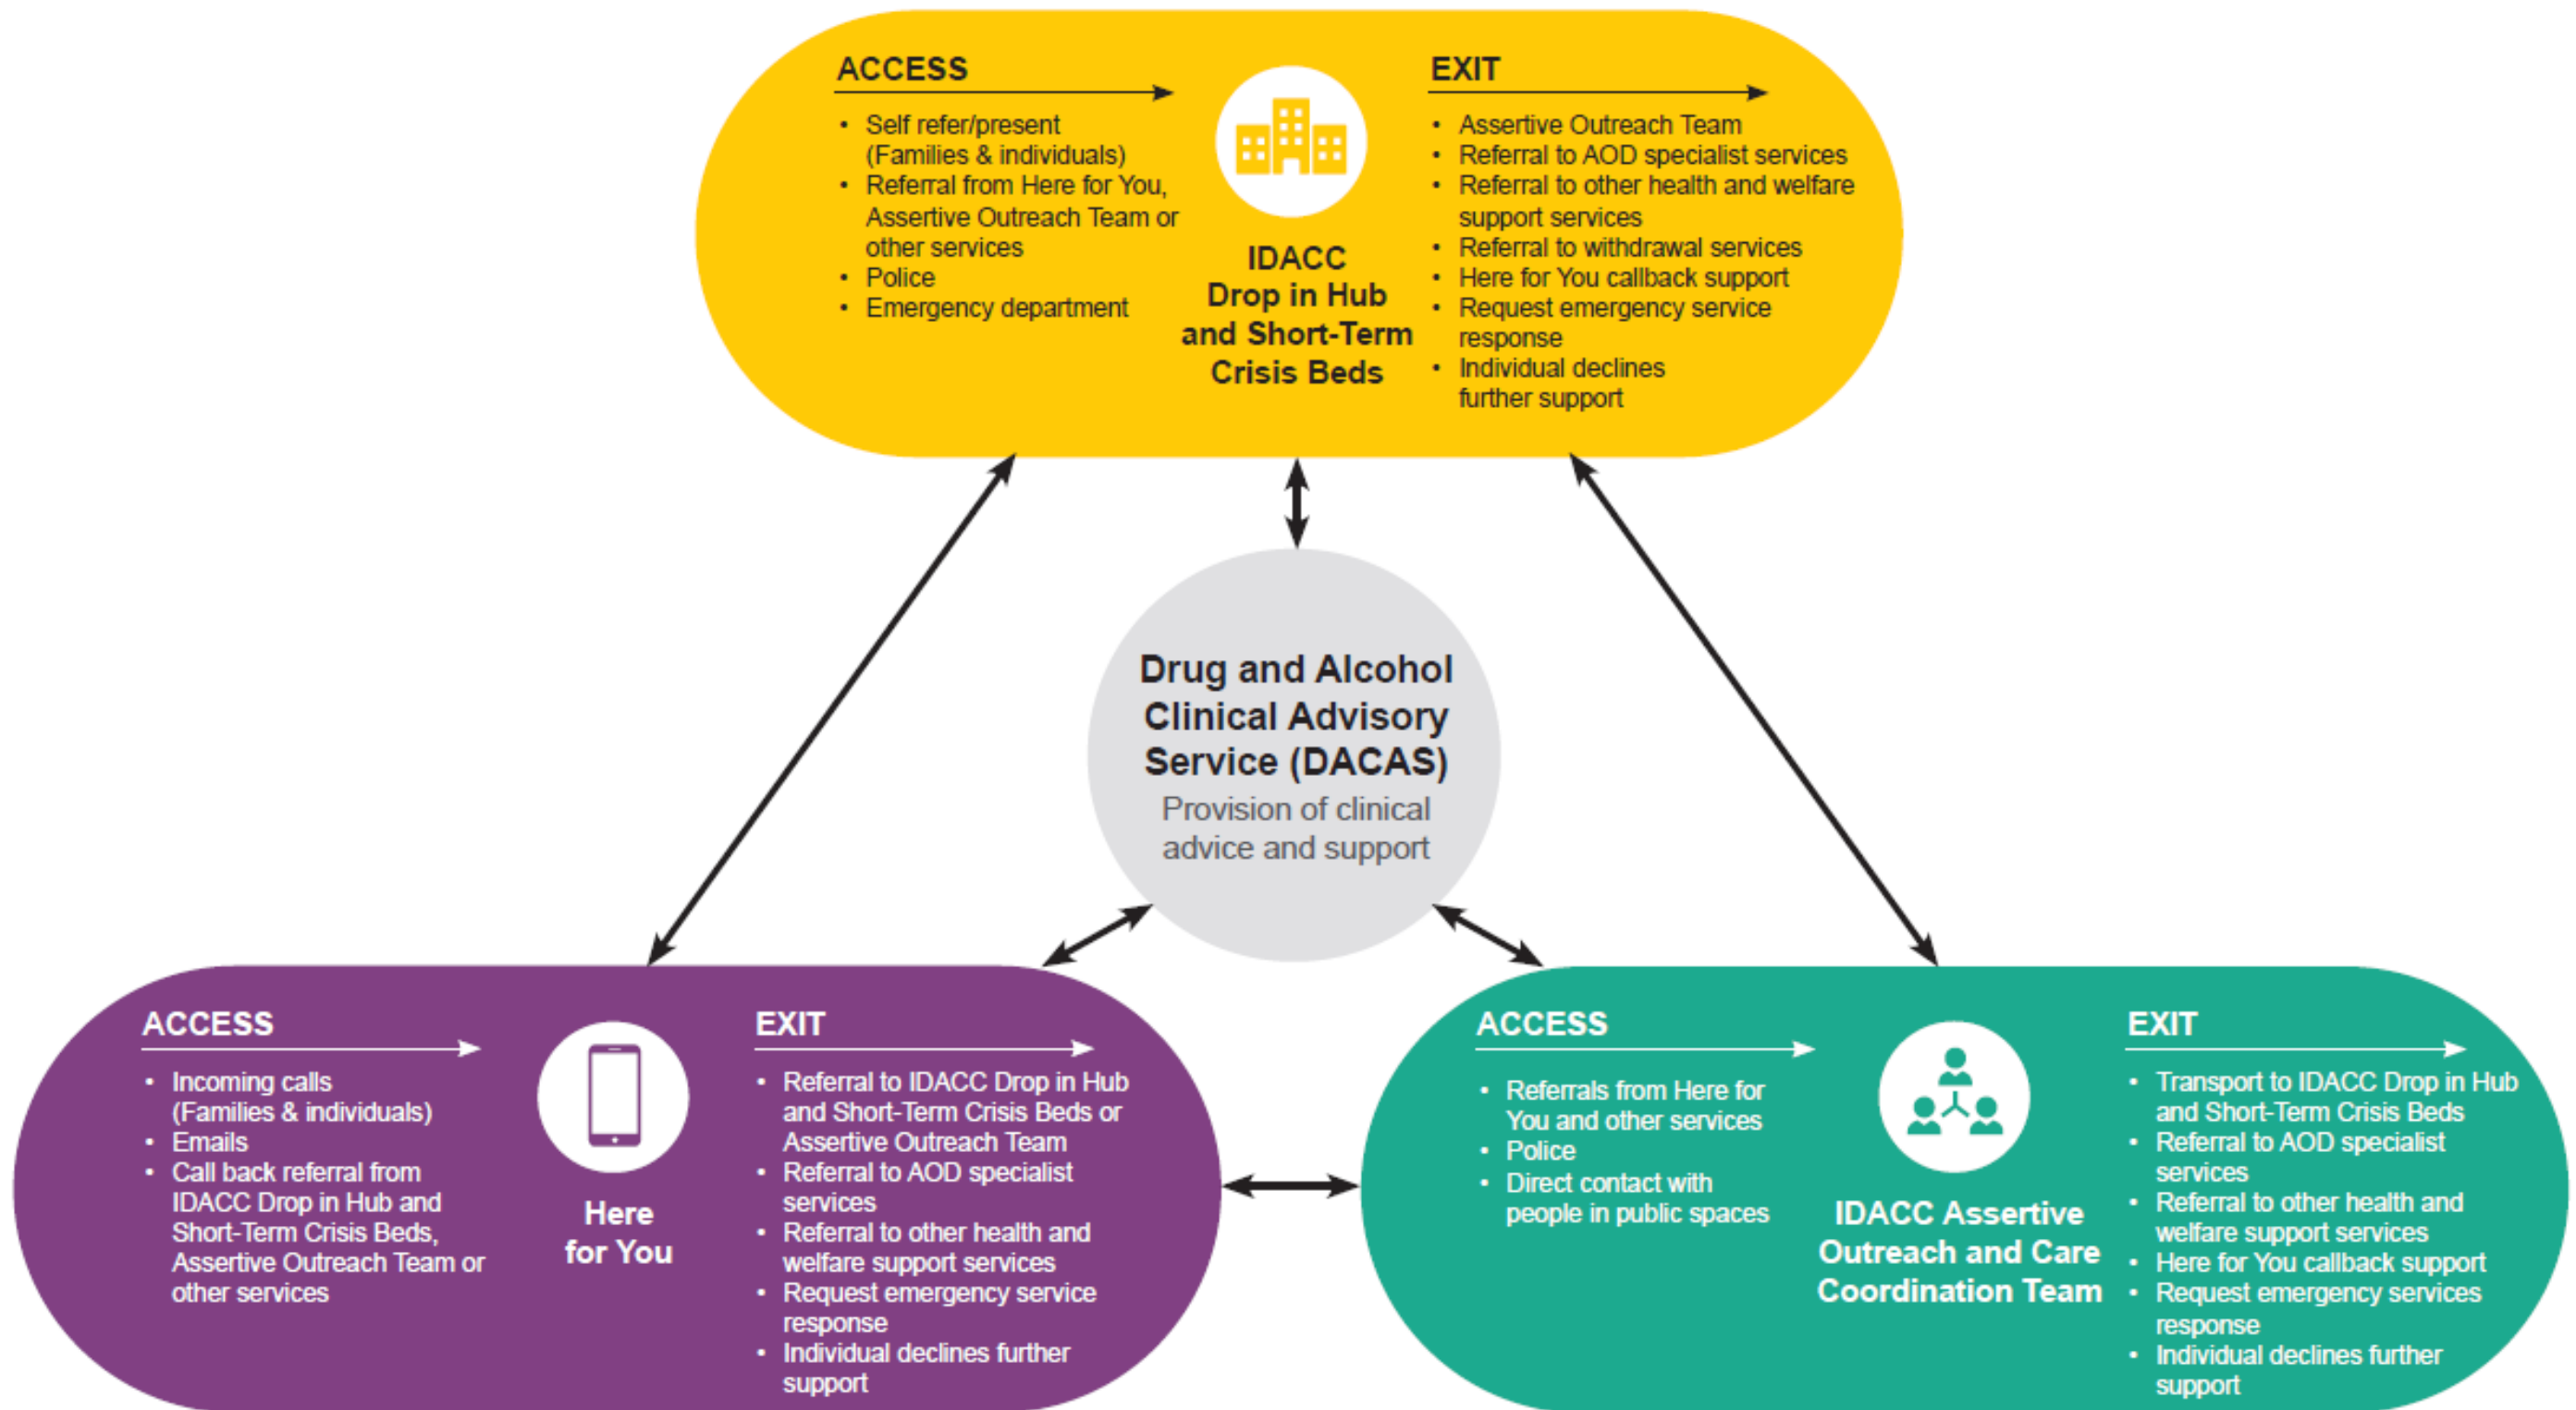 ACCESS
• Self refer/present
(Families & individuals)
• Referral from Here for You,
Assertive Outreach Team or
other services
• Police
• Emergency department
IDACC
Drop in Hub
and Short-Term
Crisis Beds
EXIT
• Assertive Outreach Team
• Referral to AOD specialist services
• Referral to other health and welfare
support services
• Referral to withdrawal services
• Here for You callback support
• Request emergency service
response
• Individual declines
further support
Drug and Alcohol
Clinical Advisory
Service (DACAS)
Provision of clinical
advice and support
ACCESS
• Incoming calls
(Families & individuals)
• Emails
• Call back referral from
IDACC Drop in Hub and
Short-Term Crisis Beds,
Assertive Outreach Team or
other services
Here
for You
EXIT
• Referral to IDACC Drop in Hub
and Short-Term Crisis Beds or
Assertive Outreach Team
• Referral to AOD specialist
services
• Referral to other health and
welfare support services
• Request emergency service
response
• Individual declines further
support
ACCESS
• Referrals from Here for
You and other services
• Police
• Direct contact with
people in public spaces
IDACC Assertive
Outreach and Care
Coordination Team
EXIT
• Transport to IDACC Drop in Hub
and Short-Term Crisis Beds
• Referral to AOD specialist
services
• Referral to other health and
welfare support services
• Here for You callback support
• Request emergency services
response
• Individual declines further
support